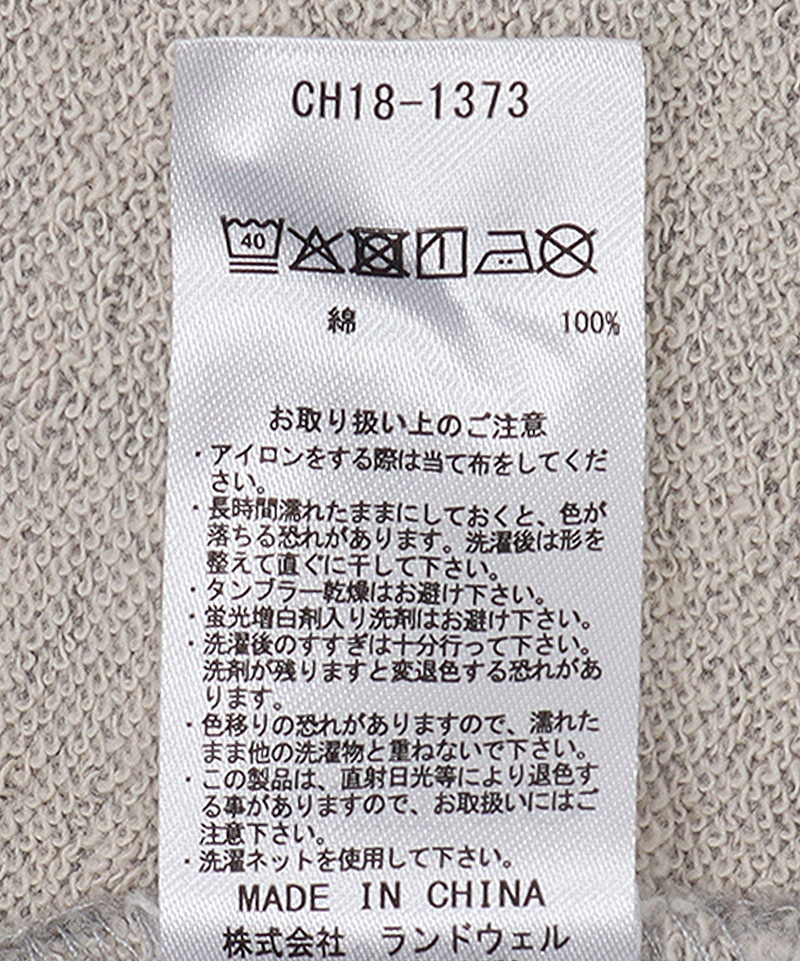 CH18-1373
40
綿 100%
お取り扱い上のご注意
・アイロンをする際は当て布をしてくだ
さい。
・長時間濡れたままにしておくと、色が
落ちる恐れがあります。洗濯後は形を
整えて直ぐに干して下さい。
・タンブラー乾燥はお避け下さい。
・蛍光増白剤入り洗剤はお避け下さい。
・洗濯後のすすぎは十分行って下さい。
洗剤が残りますと変退色する恐れがあ
ります。
・色移りの恐れがありますので、濡れた
まま他の洗濯物と重ねないで下さい。
・この製品は、直射日光等により退色す
る事がありますので、お取扱いにはご
注意下さい。
・洗濯ネットを使用して下さい。
MADE IN CHINA
株式会社 ランドウェル